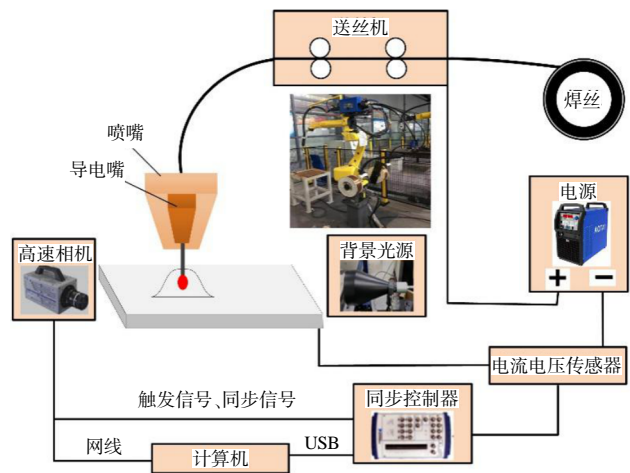 送丝机
焊丝
喷嘴
导电嘴
电源
高速相机
背景光源
+ −
电流电压传感器
触发信号、同步信号
同步控制器
网线
计算机
USB